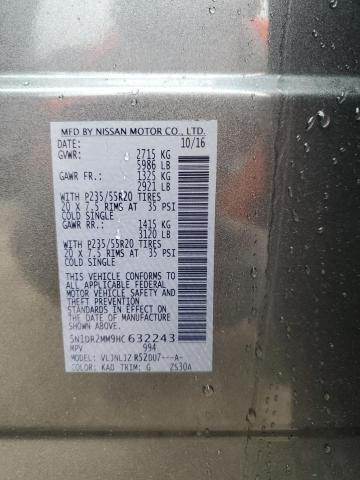 MFD BY NISSAN MOTOR CO., LTD.
DATE: 10/16
GVWR: 2715 KG
5986 LB
GAWR FR.: 1325 KG
2921 LB
WITH P235/55R20 TIRES
20 X 7.5 RIMS AT 35 PSI
COLD SINGLE
GAWR RR.: 1415 KG
3120 LB
WITH P235/55R20 TIRES
20 X 7.5 RIMS AT 35 PSI
COLD SINGLE
THIS VEHICLE CONFORMS TO
ALL APPLICABLE FEDERAL
MOTOR VEHICLE SAFETY AND
THEFT PREVENTION
STANDARDS IN EFFECT ON THE
DATE OF MANUFACTURE SHOWN
ABOVE.
5N1DR2MM9HC632243
MPV 994
MODEL: VLJNLJZ R52DU7---A-
COLOR: KAD TRIM: G ZS30A